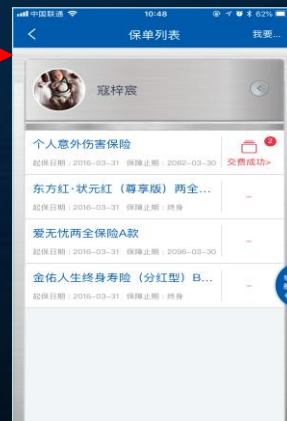 中国联通 10:48 62%
保单列表 我要...
寇梓宸
个人意外伤害保险
起保日期：2016-03-31 保障止期：2082-03-30
2
交费成功>
东方红·状元红（尊享版）两全...
起保日期：2016-03-31 保障止期：终身
爱无忧两全保险A款
起保日期：2016-03-31 保障止期：2096-03-30
金佑人生终身寿险（分红型）B...
起保日期：2016-03-31 保障止期：终身